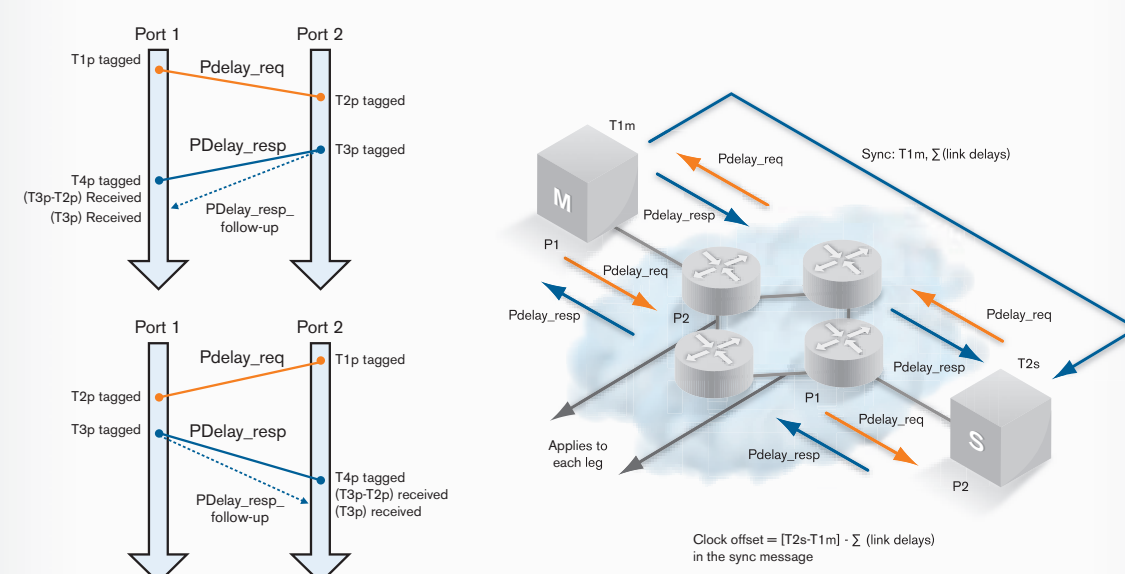 Port 1
Port 2
T1p tagged
Pdelay_req
T2p tagged
PDelay_resp
T3p tagged
T4p tagged
(T3p-T2p) Received
(T3p) Received
PDelay_resp_
follow-up
Port 1
Port 2
Pdelay_req
T1p tagged
T2p tagged
T3p tagged
PDelay_resp
T4p tagged
(T3p-T2p) received
(T3p) received
PDelay_resp_
follow-up
T1m
Sync: T1m, ∑(link delays)
Pdelay_req
M
Pdelay_resp
P1
Pdelay_req
Pdelay_resp
P2
Pdelay_req
Pdelay_resp
T2s
P1
Pdelay_req
Applies to
each leg
Pdelay_resp
S
P2
Clock offset = [T2s-T1m] - ∑ (link delays)
in the sync message